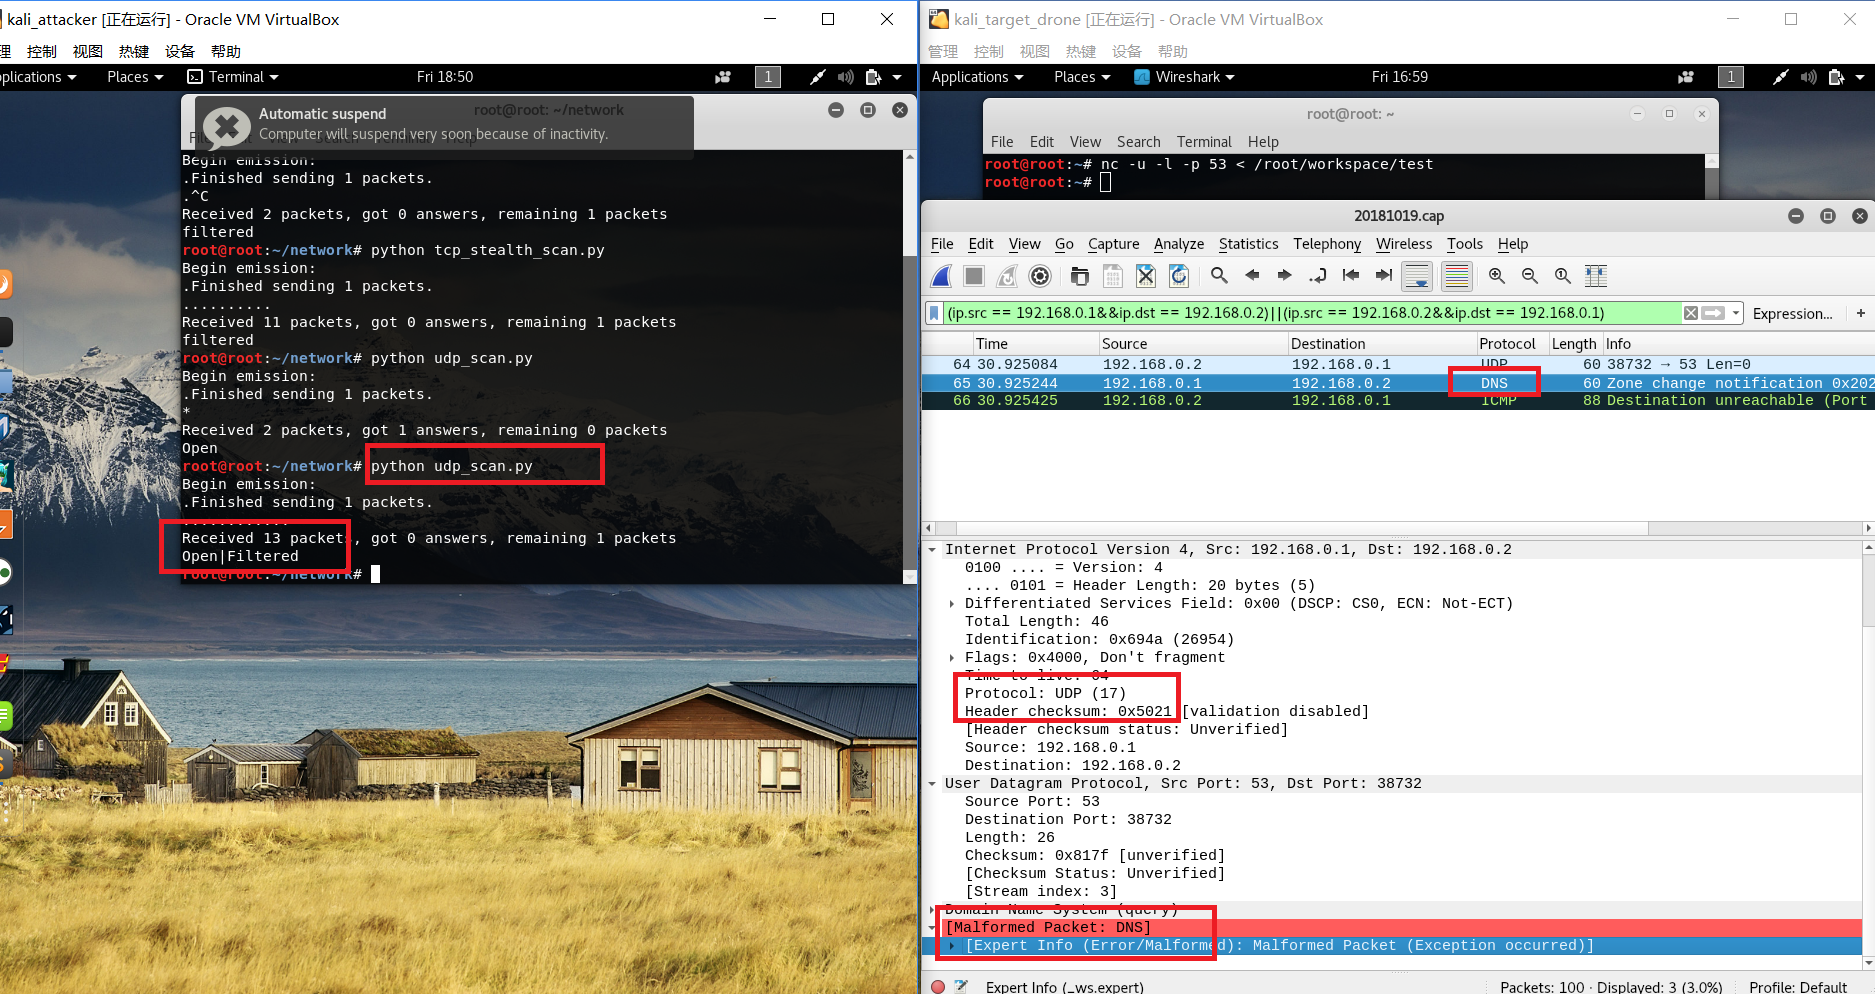 kali_attacker [正在运行] - Oracle VM VirtualBox
理 控制 视图 热键 设备 帮助
plications Places Terminal Fri 18:50 1
root@root: ~/network
Automatic suspend
Computer will suspend very soon because of inactivity.
Begin emission:
.Finished sending 1 packets.
.^C
Received 2 packets, got 0 answers, remaining 1 packets
filtered
root@root:~/network# python tcp_stealth_scan.py
Begin emission:
.Finished sending 1 packets.
..........
Received 11 packets, got 0 answers, remaining 1 packets
filtered
root@root:~/network# python udp_scan.py
Begin emission:
.Finished sending 1 packets.
*
Received 2 packets, got 1 answers, remaining 0 packets
Open
root@root:~/network# python udp_scan.py
Begin emission:
.Finished sending 1 packets.
............
Received 13 packets, got 0 answers, remaining 1 packets
Open|Filtered
root@root:~/network#
kali_target_drone [正在运行] - Oracle VM VirtualBox
管理 控制 视图 热键 设备 帮助
Applications Places Wireshark Fri 16:59 1
root@root: ~
File Edit View Search Terminal Help
root@root:~# nc -u -l -p 53 < /root/workspace/test
root@root:~#
20181019.cap
File Edit View Go Capture Analyze Statistics Telephony Wireless Tools Help
(ip.src == 192.168.0.1&&ip.dst == 192.168.0.2)||(ip.src == 192.168.0.2&&ip.dst == 192.168.0.1) Expression... +
Time Source Destination Protocol Length Info
64 30.925084 192.168.0.2 192.168.0.1 UDP 60 38732 → 53 Len=0
65 30.925244 192.168.0.1 192.168.0.2 DNS 60 Zone change notification 0x202
66 30.925425 192.168.0.2 192.168.0.1 ICMP 88 Destination unreachable (Port
Internet Protocol Version 4, Src: 192.168.0.1, Dst: 192.168.0.2
0100 .... = Version: 4
.... 0101 = Header Length: 20 bytes (5)
Differentiated Services Field: 0x00 (DSCP: CS0, ECN: Not-ECT)
Total Length: 46
Identification: 0x694a (26954)
Flags: 0x4000, Don't fragment
Time to live: 64
Protocol: UDP (17)
Header checksum: 0x5021 [validation disabled]
[Header checksum status: Unverified]
Source: 192.168.0.1
Destination: 192.168.0.2
User Datagram Protocol, Src Port: 53, Dst Port: 38732
Source Port: 53
Destination Port: 38732
Length: 26
Checksum: 0x817f [unverified]
[Checksum Status: Unverified]
[Stream index: 3]
Domain Name System (query)
[Malformed Packet: DNS]
[Expert Info (Error/Malformed): Malformed Packet (Exception occurred)]
Expert Info (_ws.expert) Packets: 100 · Displayed: 3 (3.0%) Profile: Default